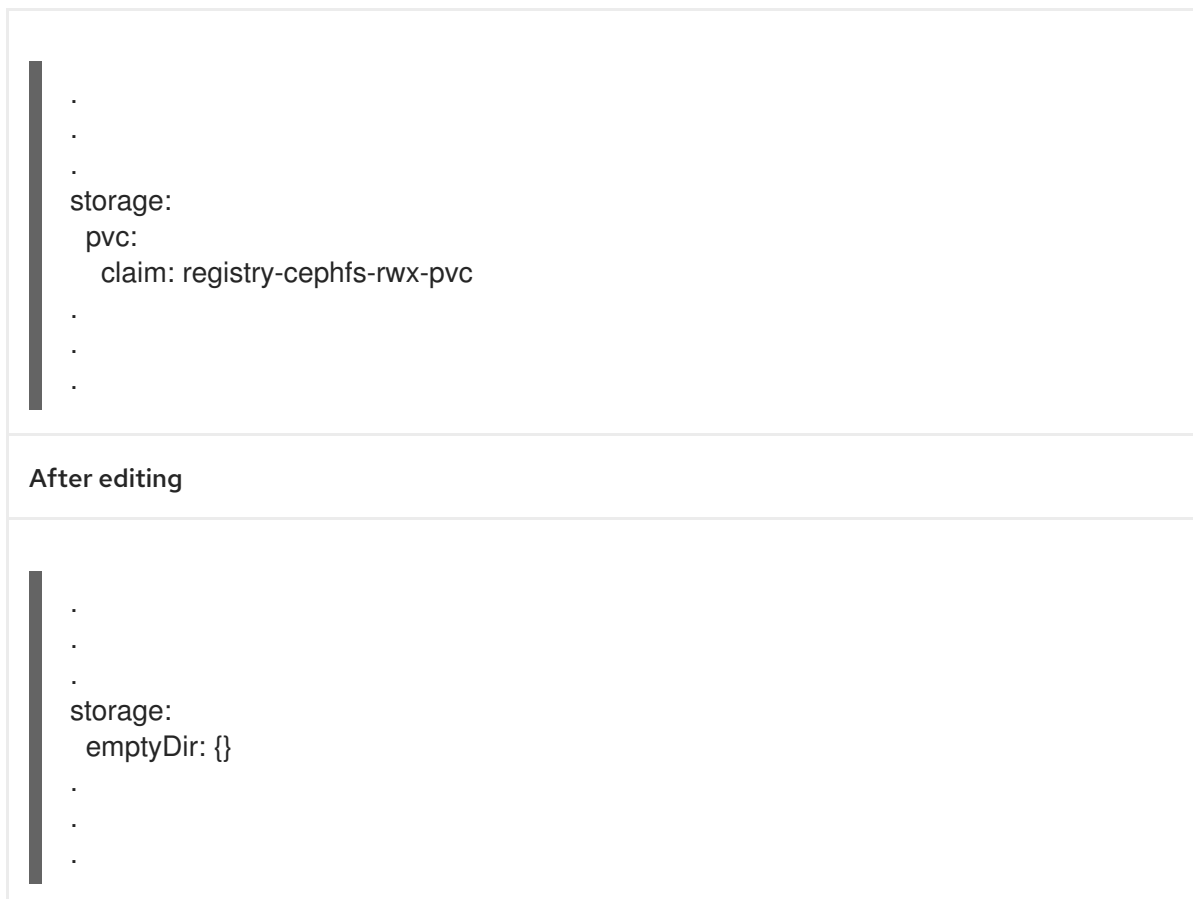 .
.
.
storage:
  pvc:
    claim: registry-cephfs-rwx-pvc
.
.
.
After editing
.
.
.
storage:
  emptyDir: {}
.
.
.